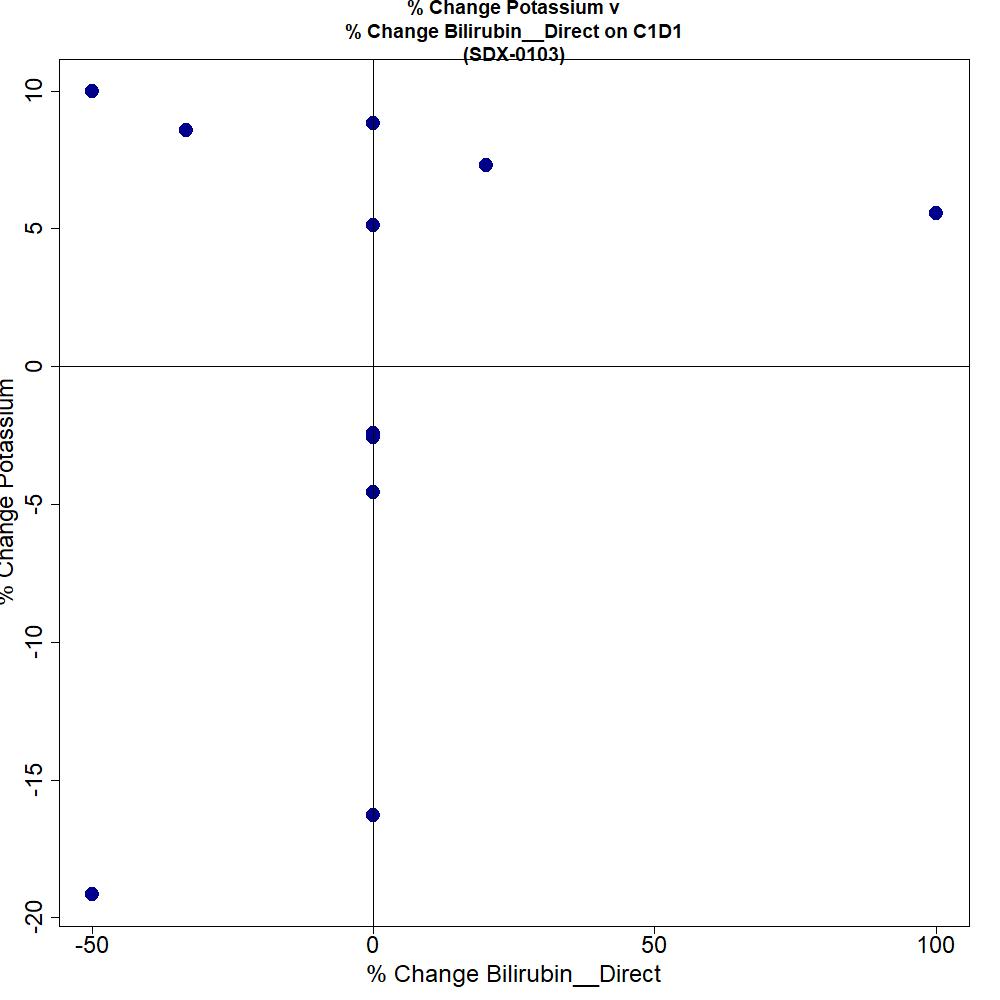 % Change Potassium v
% Change Bilirubin__Direct on C1D1
(SDX-0103)
% Change Potassium
10
5
0
-5
-10
-15
-20
-50
0
50
100
% Change Bilirubin__Direct